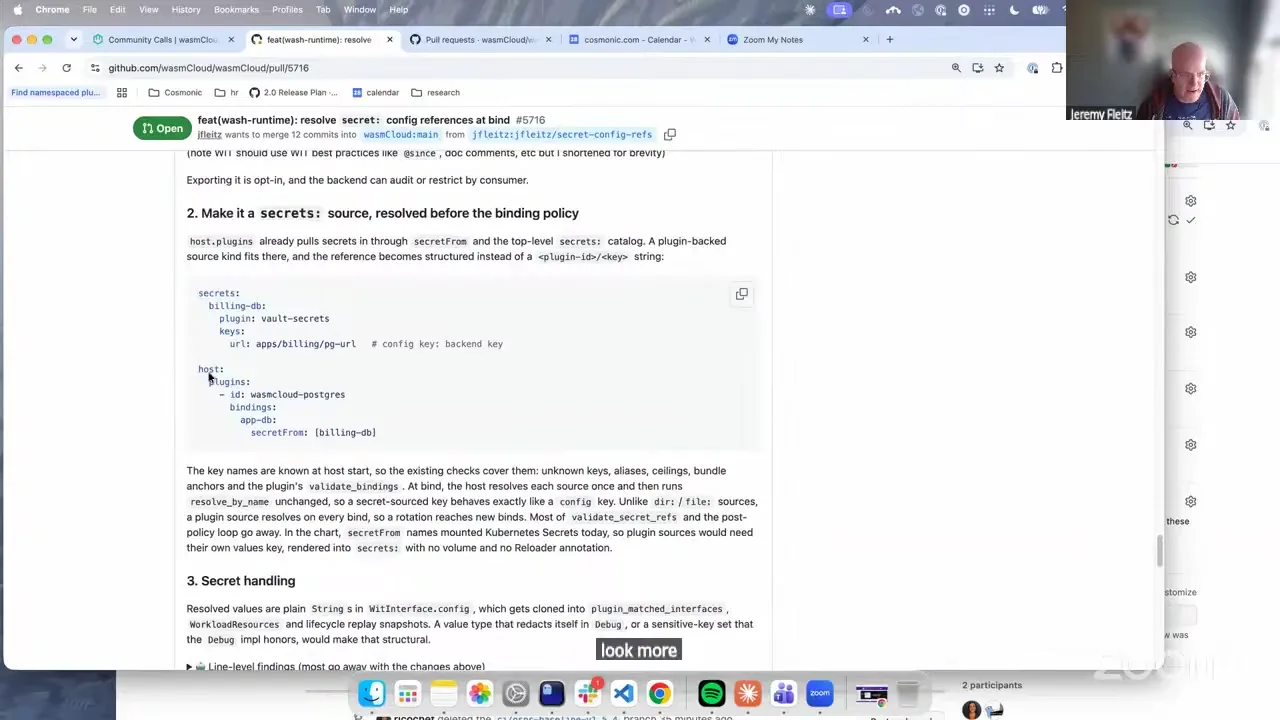 Chrome File Edit View History Bookmarks Profiles Tab Window Help
Community Calls | wasmClou
feat(wash-runtime): resolve
Pull requests · wasmCloud/w
cosmonic.com - Calendar - W
Zoom My Notes
github.com/wasmCloud/wasmCloud/pull/5716
Find namespaced plu... Cosmonic hr 2.0 Release Plan -... calendar research
Jeremy Fleitz
Open
feat(wash-runtime): resolve secret: config references at bind #5716
jfleitz wants to merge 12 commits into wasmCloud:main from jfleitz:jfleitz/secret-config-refs
(note WIT should use WIT best practices like @since , doc comments, etc but I shortened for brevity)
Exporting it is opt-in, and the backend can audit or restrict by consumer.
2. Make it a secrets: source, resolved before the binding policy
host.plugins already pulls secrets in through secretFrom and the top-level secrets: catalog. A plugin-backed
source kind fits there, and the reference becomes structured instead of a <plugin-id>/<key> string:
secrets:
billing-db:
plugin: vault-secrets
keys:
url: apps/billing/pg-url # config key: backend key
host:
plugins:
- id: wasmcloud-postgres
bindings:
app-db:
secretFrom: [billing-db]
The key names are known at host start, so the existing checks cover them: unknown keys, aliases, ceilings, bundle
anchors and the plugin's validate_bindings . At bind, the host resolves each source once and then runs
resolve_by_name unchanged, so a secret-sourced key behaves exactly like a config key. Unlike dir: / file: sources,
a plugin source resolves on every bind, so a rotation reaches new binds. Most of validate_secret_refs and the post-
policy loop go away. In the chart, secretFrom names mounted Kubernetes Secrets today, so plugin sources would need
their own values key, rendered into secrets: with no volume and no Reloader annotation.
3. Secret handling
Resolved values are plain String s in WitInterface.config , which gets cloned into plugin_matched_interfaces ,
WorkloadResources and lifecycle replay snapshots. A value type that redacts itself in Debug , or a sensitive-key set that
the Debug impl honors, would make that structural.
Line-level findings (most go away with the changes above)
look more
these
stomize
w was
zoom
1
2 participants
ricochet deleted the branch 35 minutes ago